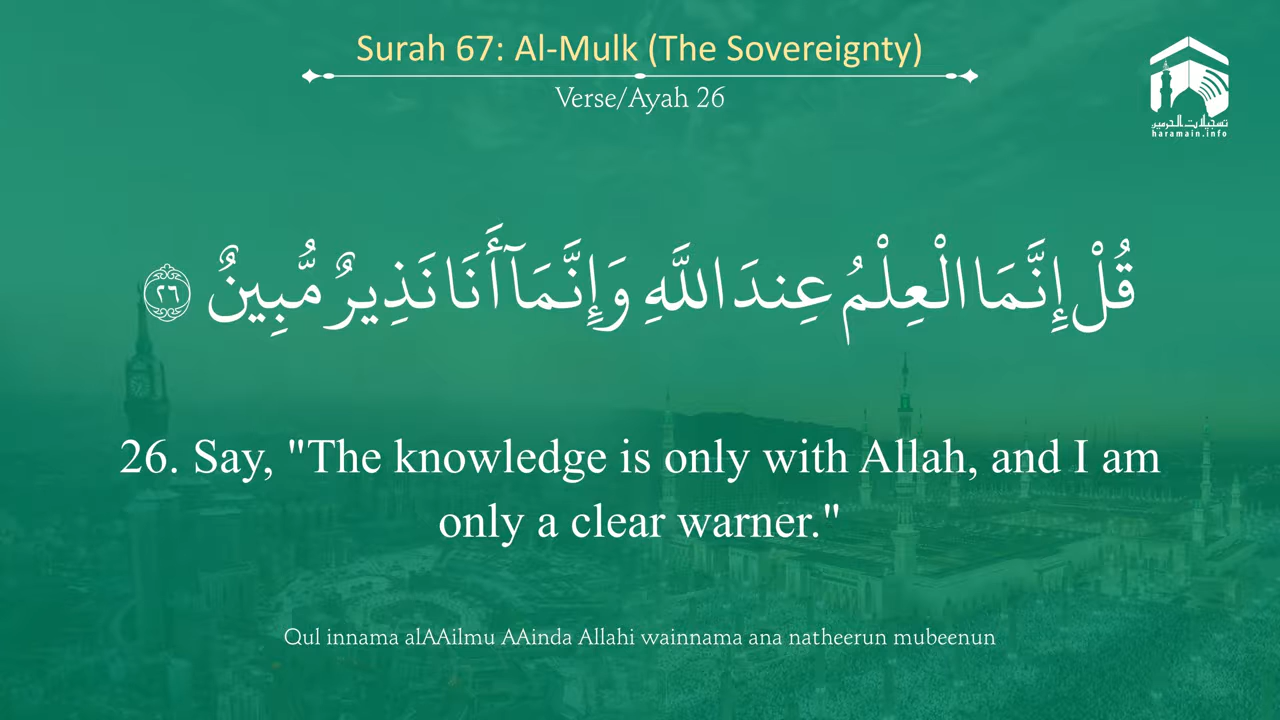 Surah 67: Al-Mulk (The Sovereignty)
Verse/Ayah 26
تسجيلات الحرمين
haramain.info
قُلْ إِنَّمَا الْعِلْمُ عِندَ اللَّهِ وَإِنَّمَآ أَنَا نَذِيرٌ مُّبِينٌ ٢٦
26. Say, "The knowledge is only with Allah, and I am
only a clear warner."
Qul innama alAAilmu AAinda Allahi wainnama ana natheerun mubeenun